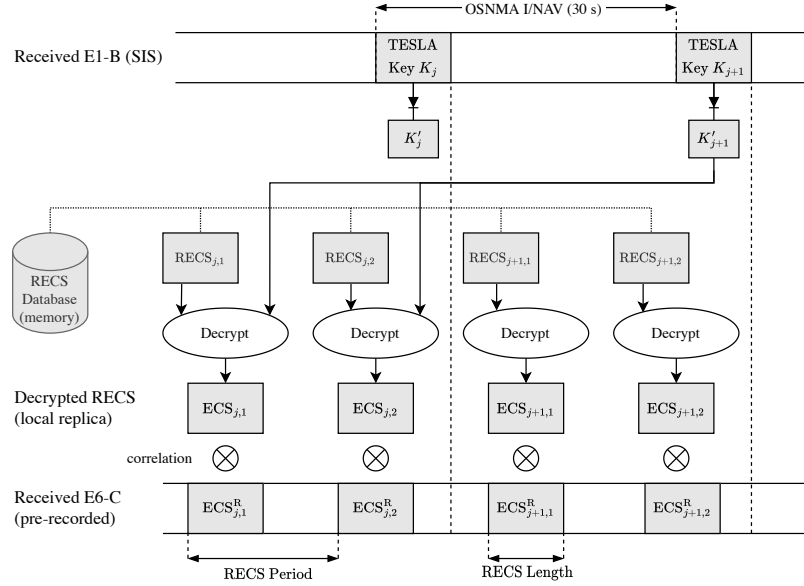 OSNMA I/NAV (30 s)
Received E1-B (SIS)
TESLA
Key K_j
TESLA
Key K_{j+1}
K′_j
K′_{j+1}
RECS
Database
(memory)
RECS_{j,1}
RECS_{j,2}
RECS_{j+1,1}
RECS_{j+1,2}
Decrypt
Decrypt
Decrypt
Decrypt
Decrypted RECS
(local replica)
ECS_{j,1}
ECS_{j,2}
ECS_{j+1,1}
ECS_{j+1,2}
correlation
Received E6-C
(pre-recorded)
ECS^R_{j,1}
ECS^R_{j,2}
ECS^R_{j+1,1}
ECS^R_{j+1,2}
RECS Period
RECS Length